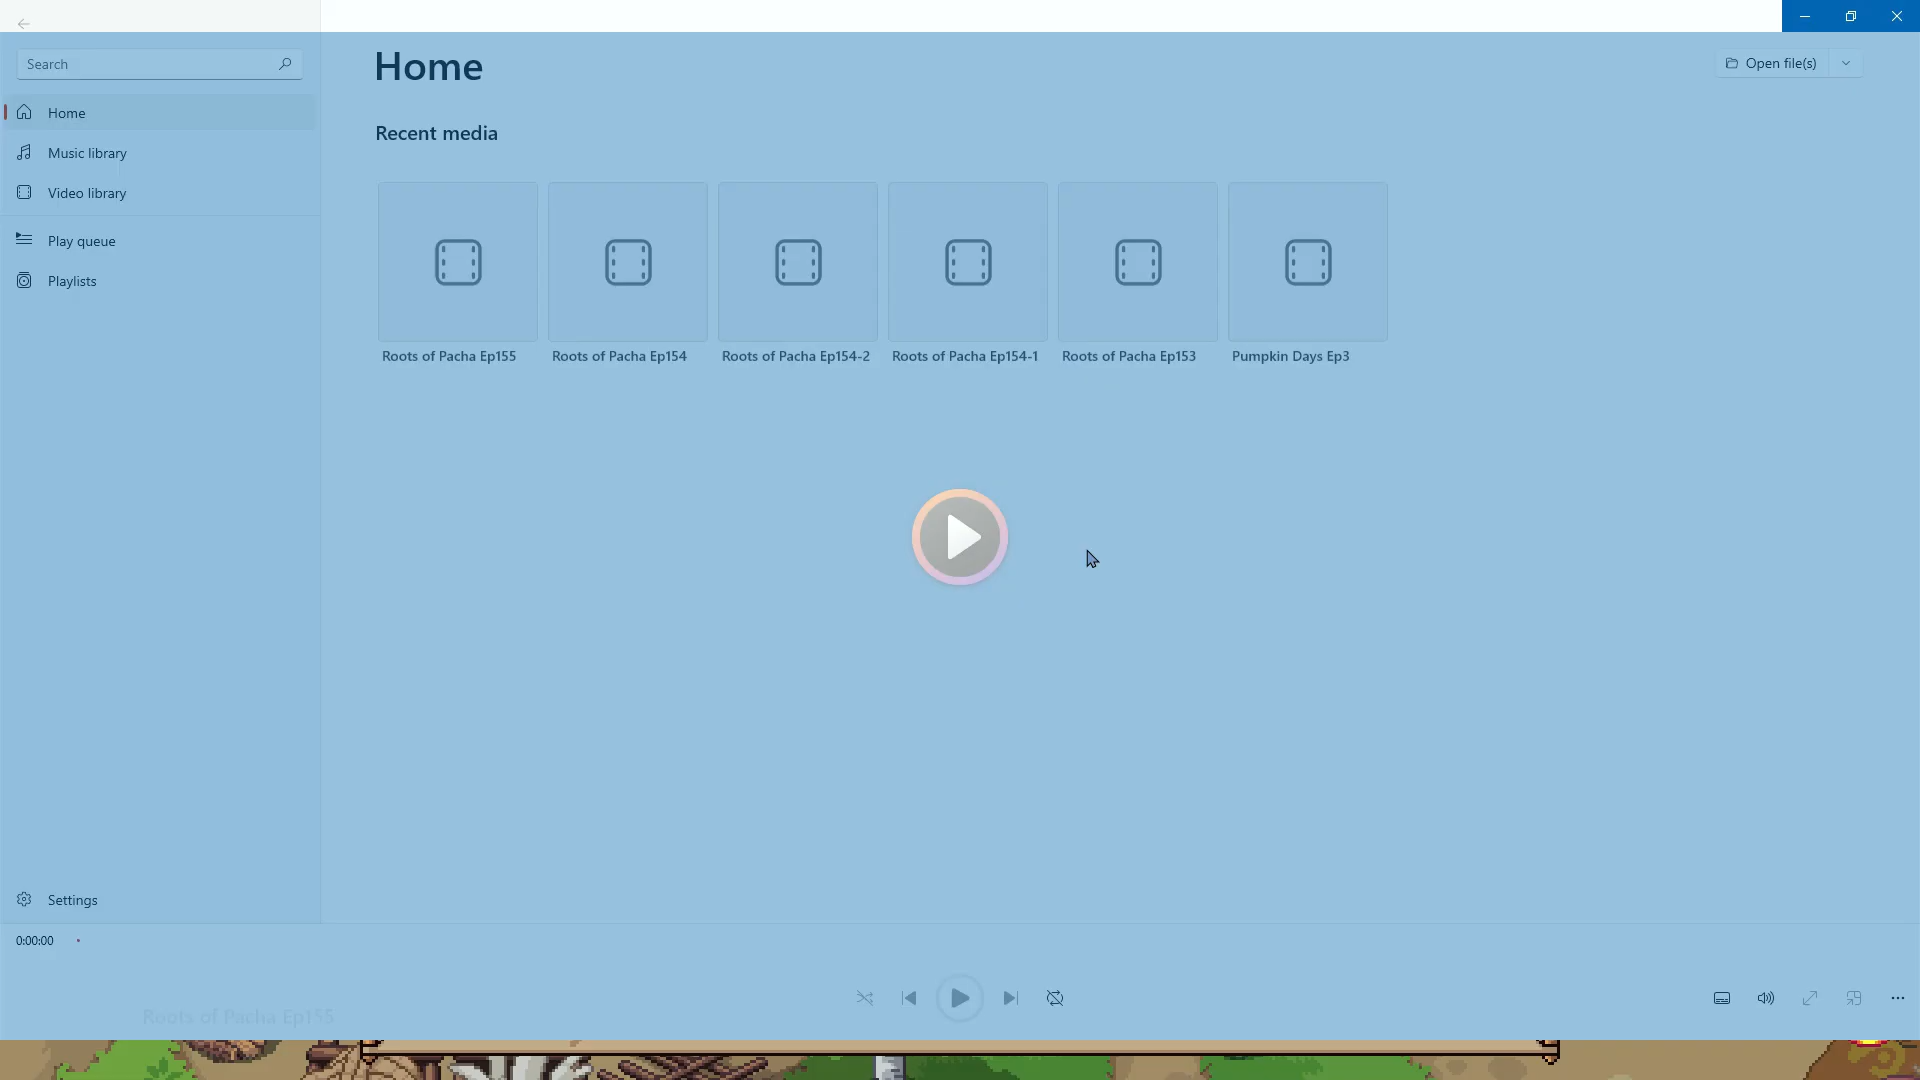 Search
Home
Music library
Video library
Play queue
Playlists
Settings
Home
Open file(s)
Recent media
Roots of Pacha Ep155
Roots of Pacha Ep154
Roots of Pacha Ep154-2
Roots of Pacha Ep154-1
Roots of Pacha Ep153
Pumpkin Days Ep3
0:00:00
Roots of Pacha Ep155